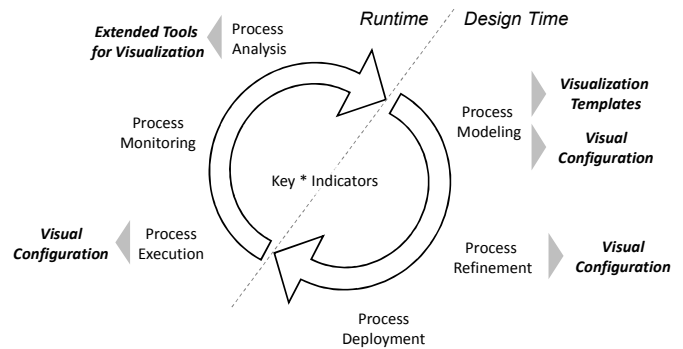 Runtime
Design Time
Extended Tools
for Visualization
Process
Analysis
Visualization
Templates
Process
Modeling
Visual
Configuration
Process
Monitoring
Key * Indicators
Visual
Configuration
Process
Execution
Process
Refinement
Visual
Configuration
Process
Deployment